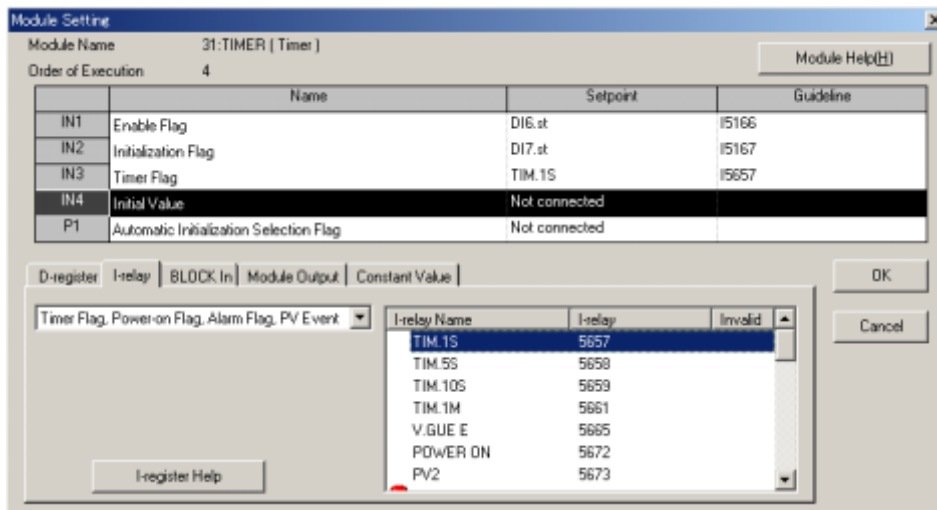 Module Setting
Module Name 31:TIMER ( Timer )
Module Help(H)
Order of Execution 4
Name Setpoint Guideline
IN1 Enable Flag DI6.st I5166
IN2 Initialization Flag DI7.st I5167
IN3 Timer Flag TIM.1S I5657
IN4 Initial Value Not connected
P1 Automatic Initialization Selection Flag Not connected
D-register I-relay BLOCK In Module Output Constant Value OK
Timer Flag, Power-on Flag, Alarm Flag, PV Event I-relay Name I-relay Invalid Cancel
TIM.1S 5657
TIM.5S 5658
TIM.10S 5659
TIM.1M 5661
V.GUE E 5665
POWER ON 5672
PV2 5673
I-register Help